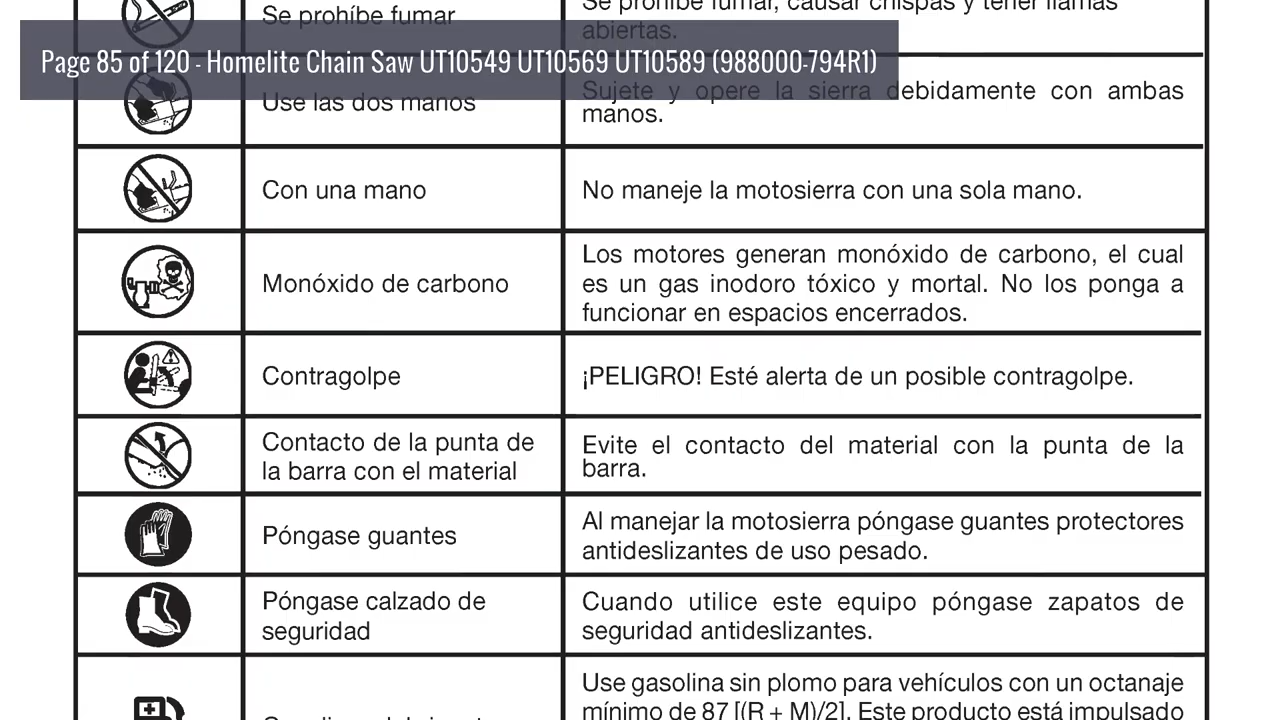 Se prohíbe fumar
Se prohíbe fumar, causar chispas y tener llamas
abiertas.
Page 85 of 120 - Homelite Chain Saw UT10549 UT10569 UT10589 (988000-794R1)
Use las dos manos
Sujete y opere la sierra debidamente con ambas
manos.
Con una mano
No maneje la motosierra con una sola mano.
Monóxido de carbono
Los motores generan monóxido de carbono, el cual
es un gas inodoro tóxico y mortal. No los ponga a
funcionar en espacios encerrados.
Contragolpe
¡PELIGRO! Esté alerta de un posible contragolpe.
Contacto de la punta de
la barra con el material
Evite el contacto del material con la punta de la
barra.
Póngase guantes
Al manejar la motosierra póngase guantes protectores
antideslizantes de uso pesado.
Póngase calzado de
seguridad
Cuando utilice este equipo póngase zapatos de
seguridad antideslizantes.
Use gasolina sin plomo para vehículos con un octanaje
mínimo de 87 [(R + M)/2]. Este producto está impulsado